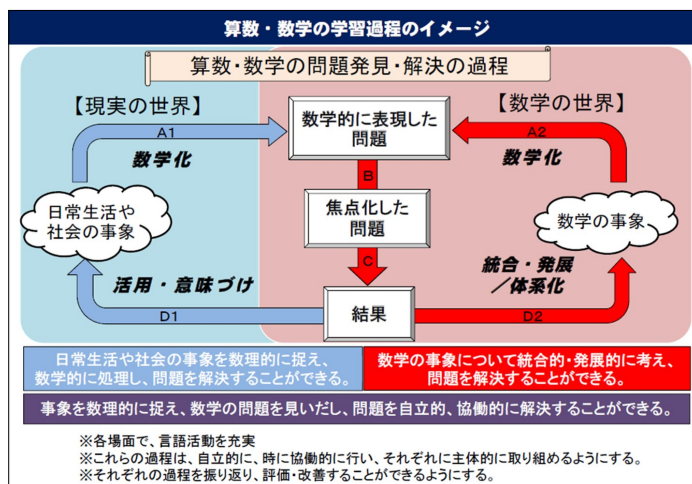 算数・数学の学習過程のイメージ
算数・数学の問題発見・解決の過程
【現実の世界】
【数学の世界】
A1
数学化
数学的に表現した
問題
A2
数学化
B
日常生活や
社会の事象
焦点化した
問題
数学の事象
C
活用・意味づけ
統合・発展
／体系化
D1
結果
D2
日常生活や社会の事象を数理的に捉え、
数学的に処理し、問題を解決することができる。
数学の事象について統合的・発展的に考え、
問題を解決することができる。
事象を数理的に捉え、数学の問題を見いだし、問題を自立的、協働的に解決することができる。
※各場面で、言語活動を充実
※これらの過程は、自立的に、時に協働的に行い、それぞれに主体的に取り組めるようにする。
※それぞれの過程を振り返り、評価・改善することができるようにする。